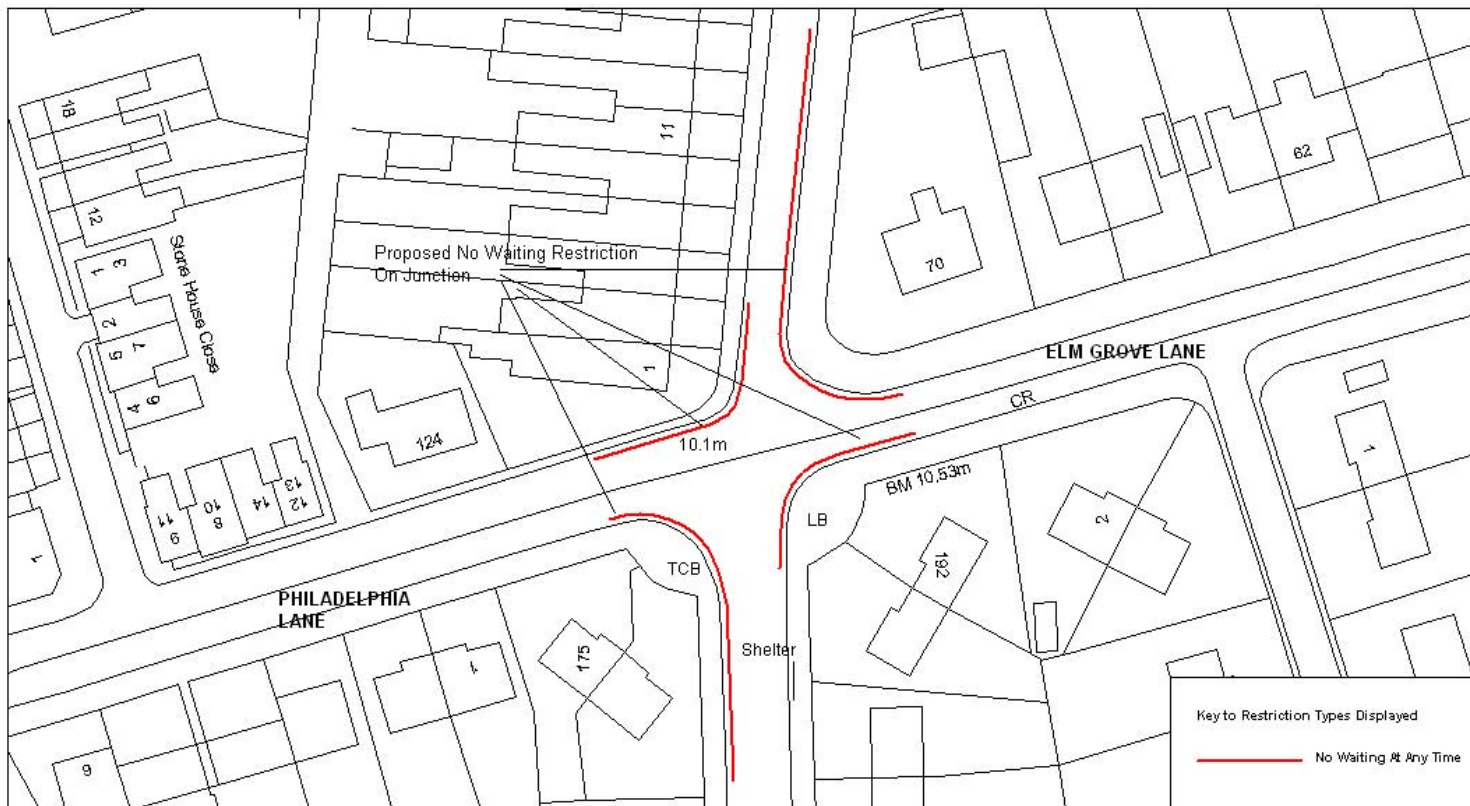 18
11
62
12
1
3
Stone House Close
Proposed No Waiting Restriction
On Junction
70
2
5
7
ELM GROVE LANE
1
4
6
CR
124
10.1m
1
BM 10.53m
13
12
14
10
8
11
9
1
LB
2
192
TCB
PHILADELPHIA
LANE
Shelter
175
1
9
Key to Restriction Types Displayed
No Waiting At Any Time